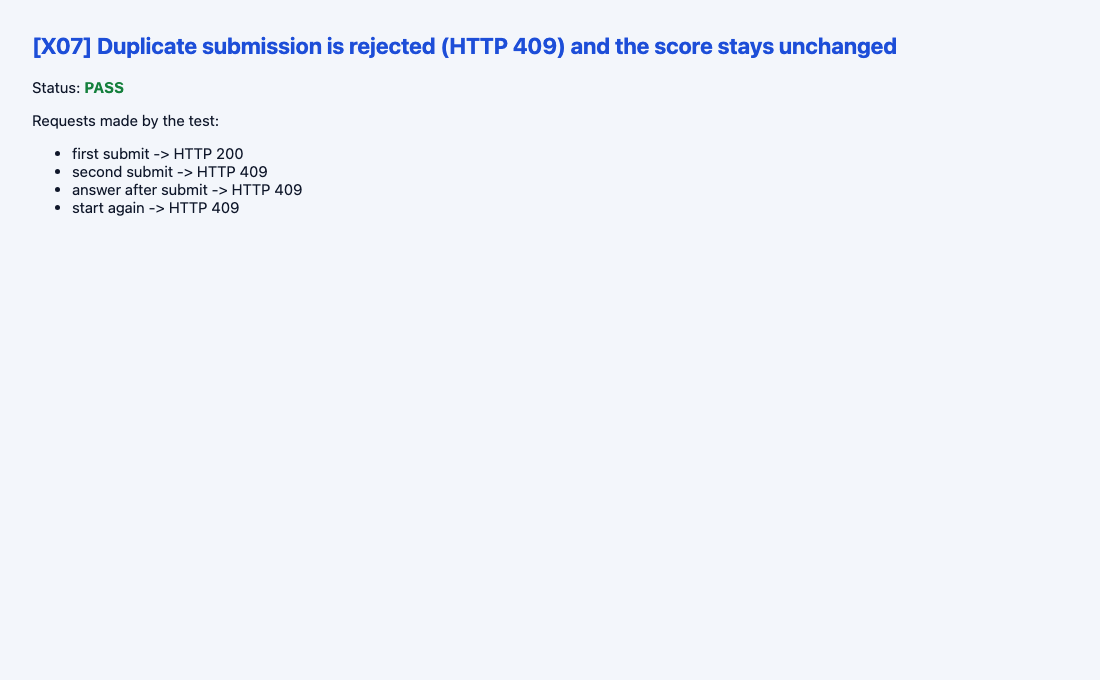 [X07] Duplicate submission is rejected (HTTP 409) and the score stays unchanged
Status: PASS
Requests made by the test:
• first submit -> HTTP 200
• second submit -> HTTP 409
• answer after submit -> HTTP 409
• start again -> HTTP 409